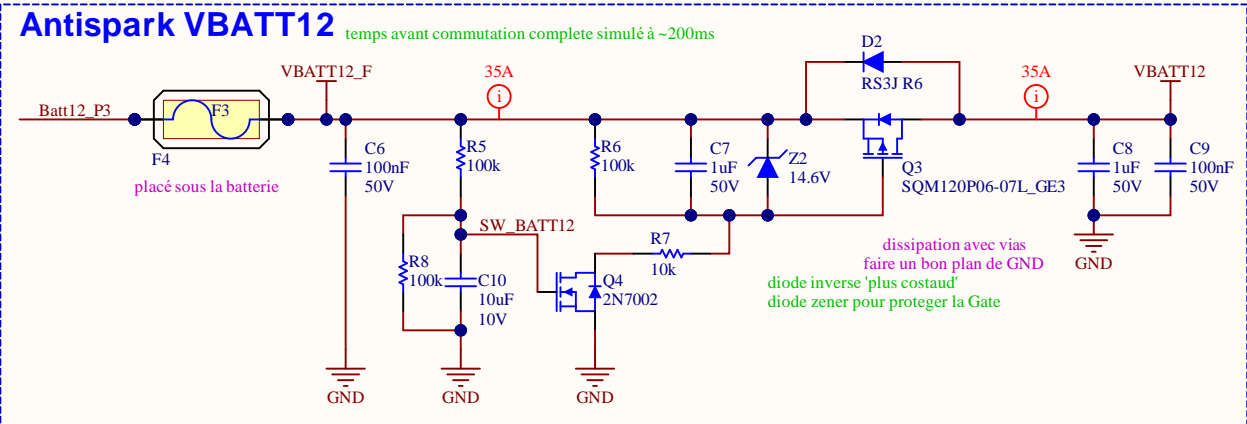 Antispark VBATT12
temps avant commutation complete simulé à ~200ms
D2
RS3J R6
VBATT12_F
35A
i
35A
i
VBATT12
Batt12_P3
F3
F4
placé sous la batterie
C6
100nF
50V
R5
100k
R6
100k
C7
1uF
50V
Z2
14.6V
Q3
SQM120P06-07L_GE3
C8
1uF
50V
C9
100nF
50V
SW_BATT12
R7
10k
R8
100k
C10
10uF
10V
Q4
2N7002
dissipation avec vias
faire un bon plan de GND
diode inverse 'plus costaud'
diode zener pour proteger la Gate
GND
GND
GND
GND